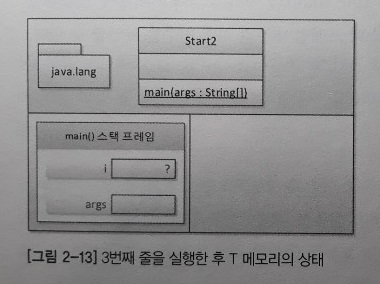 Start2
java.lang
main(args : String[])
main() 스택 프레임
i ?
args
[그림 2-13] 3번째 줄을 실행한 후 T 메모리의 상태